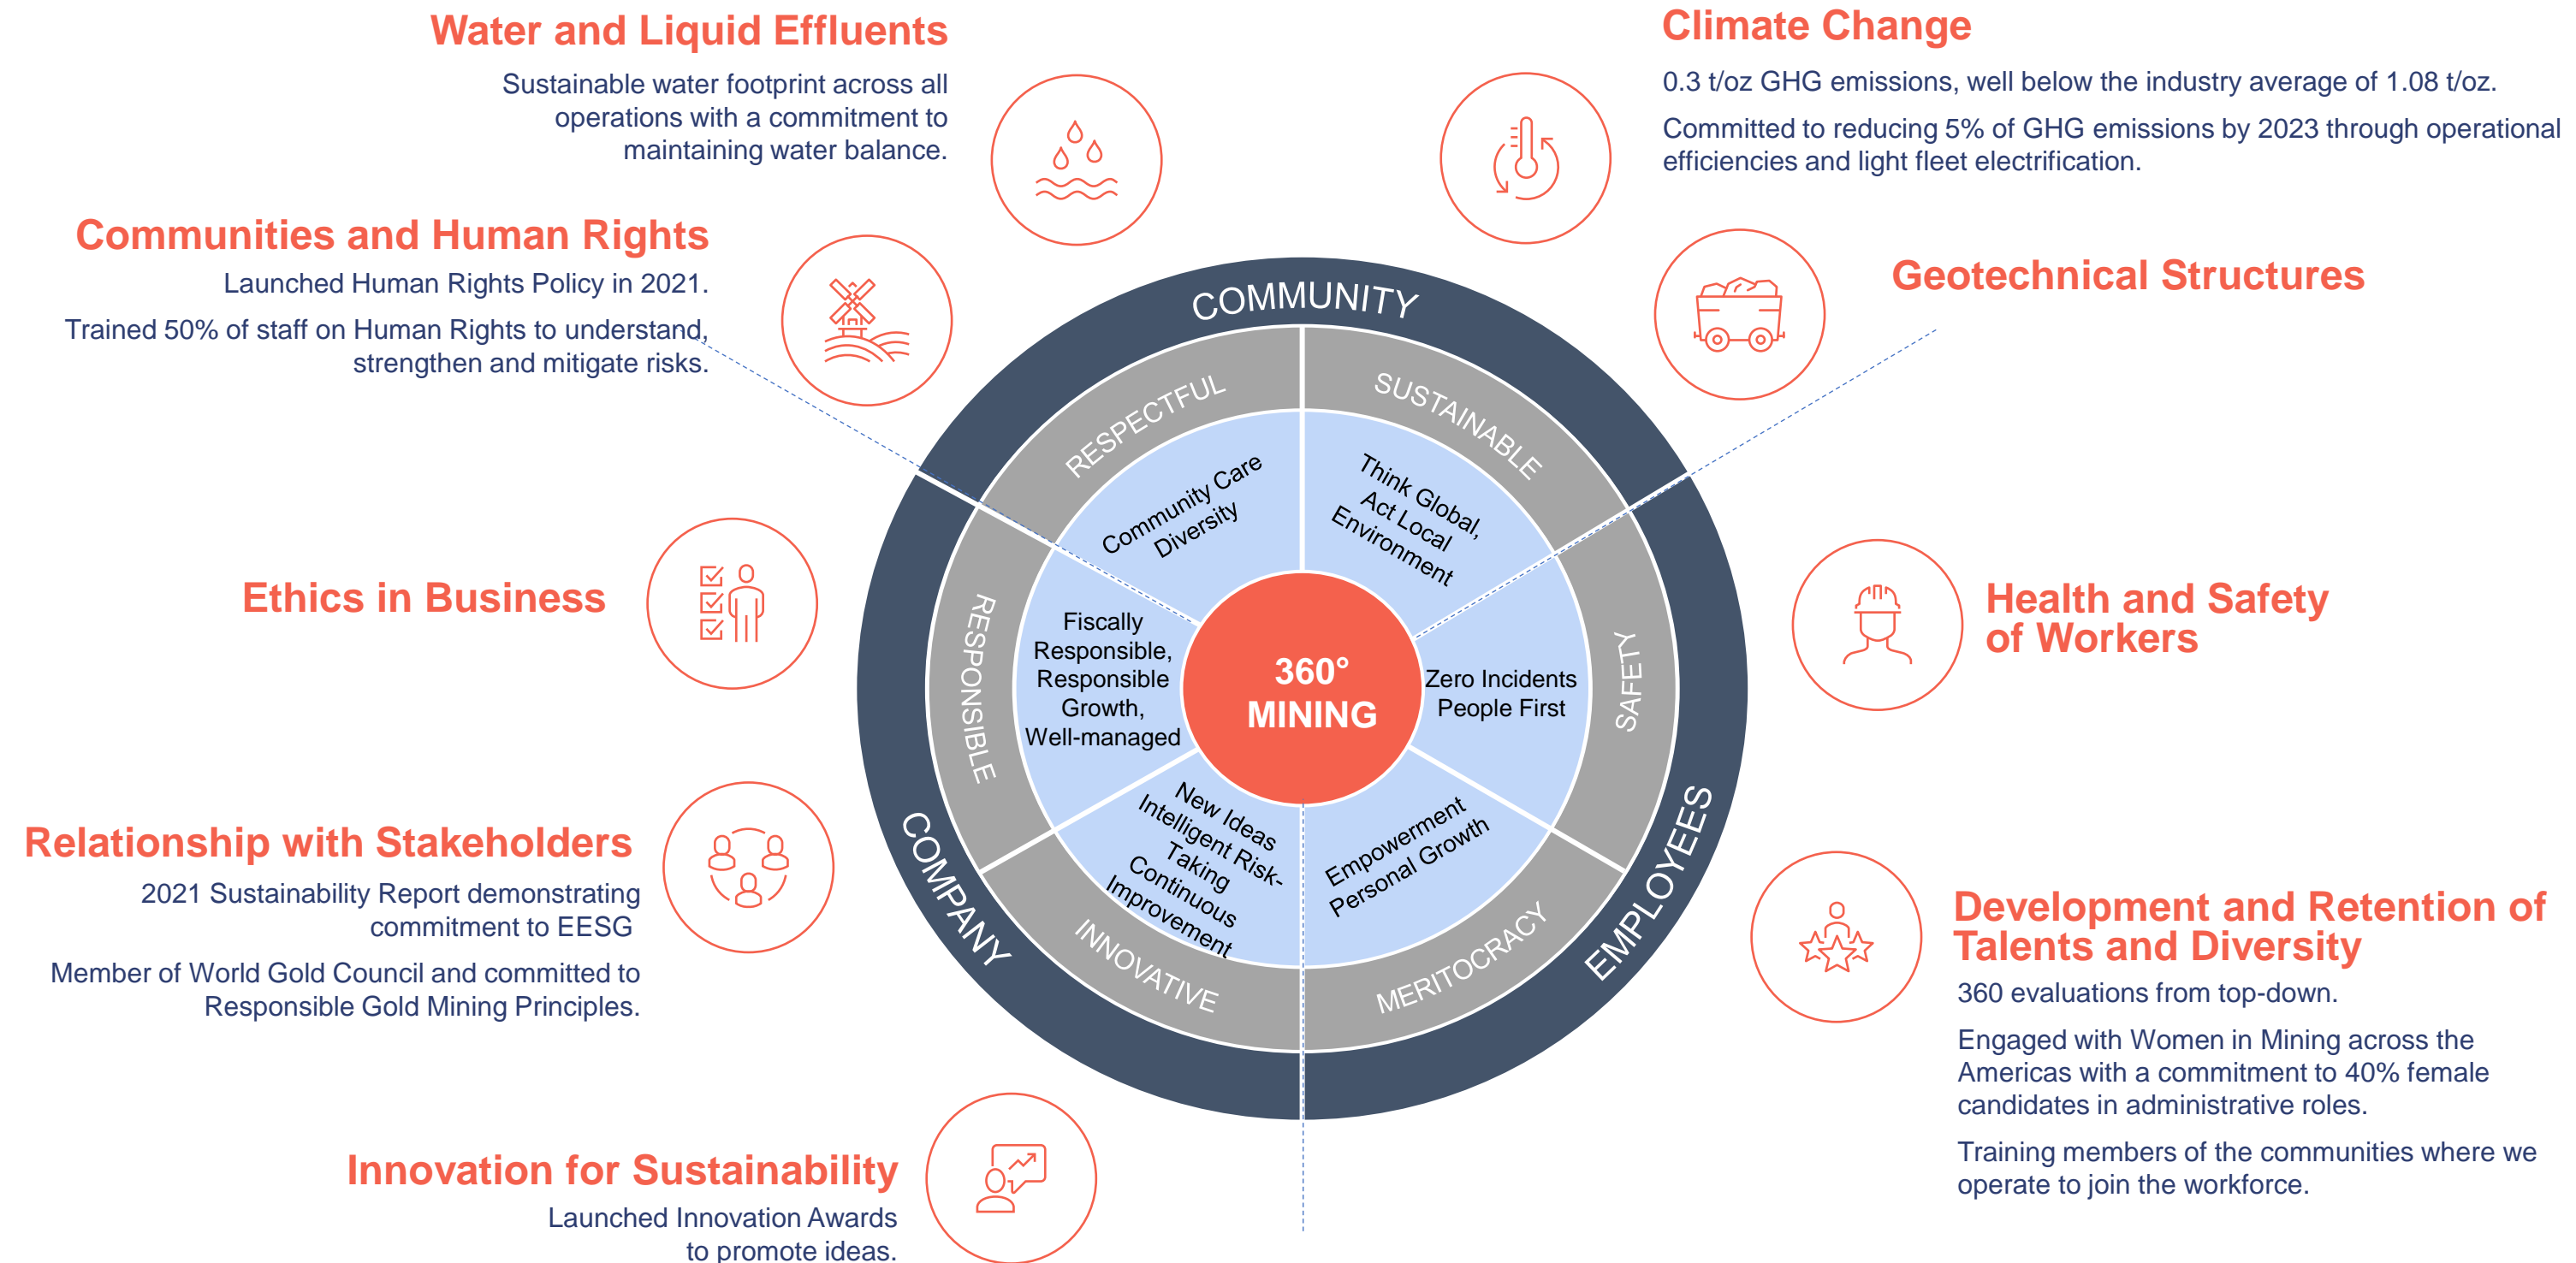 Water and Liquid Effluents
Sustainable water footprint across all
operations with a commitment to
maintaining water balance.
Climate Change
0.3 t/oz GHG emissions, well below the industry average of 1.08 t/oz.
Committed to reducing 5% of GHG emissions by 2023 through operational
efficiencies and light fleet electrification.
Communities and Human Rights
Launched Human Rights Policy in 2021.
Trained 50% of staff on Human Rights to understand,
strengthen and mitigate risks.
Geotechnical Structures
Ethics in Business
Health and Safety
of Workers
Relationship with Stakeholders
2021 Sustainability Report demonstrating
commitment to EESG
Member of World Gold Council and committed to
Responsible Gold Mining Principles.
Development and Retention of
Talents and Diversity
360 evaluations from top-down.
Engaged with Women in Mining across the
Americas with a commitment to 40% female
candidates in administrative roles.
Training members of the communities where we
operate to join the workforce.
Innovation for Sustainability
Launched Innovation Awards
to promote ideas.
COMMUNITY
EMPLOYEES
COMPANY
RESPECTFUL
SUSTAINABLE
SAFETY
MERITOCRACY
INNOVATIVE
RESPONSIBLE
Community Care
Diversity
Think Global,
Act Local
Environment
Zero Incidents
People First
Empowerment
Personal Growth
New Ideas
Intelligent Risk-
Taking
Continuous
Improvement
Fiscally
Responsible,
Responsible
Growth,
Well-managed
360°
MINING